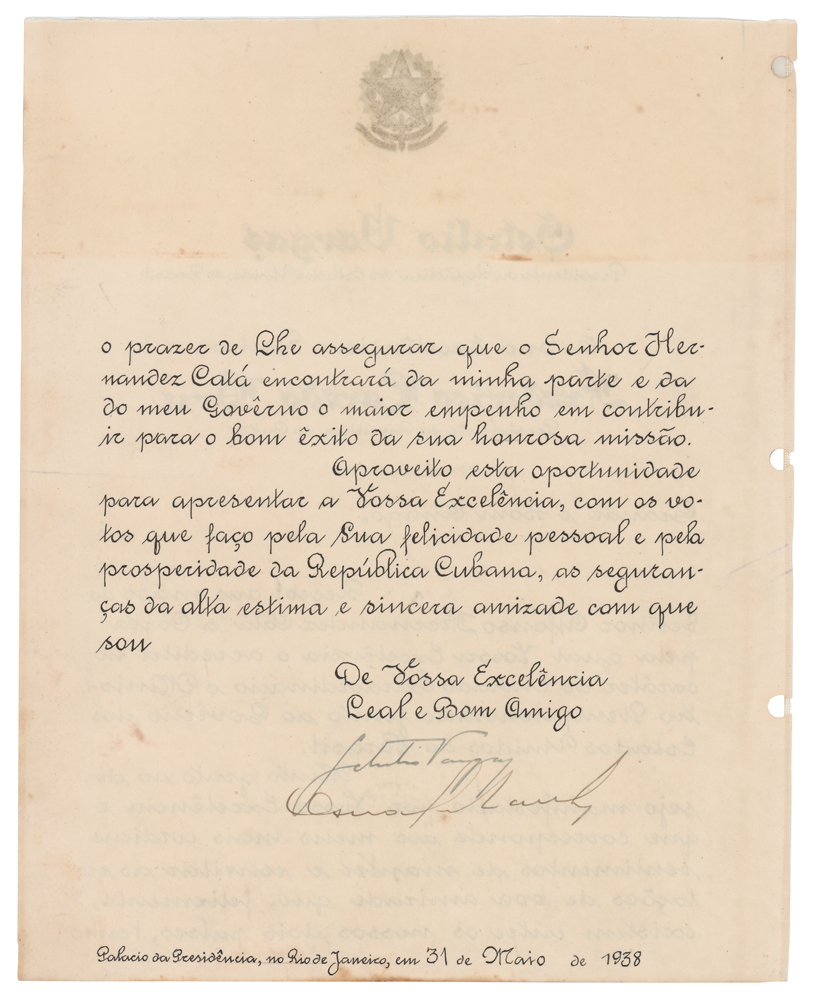 o prazer de Lhe assegurar que o Senhor Her-
nandez Catá encontrará da minha parte e da
do meu Govêrno o maior empenho em contribu-
ir para o bom êxito da sua honrosa missão.
Aproveito esta oportunidade
para apresentar a Vossa Excelência, com os vo-
tos que faço pela Sua felicidade pessoal e pela
prosperidade da República Cubana, as seguran-
ças da alta estima e sincera amizade com que
sou
De Vossa Excelência
Leal e Bom Amigo
Getulio Vargas
Oswaldo Aranha
Palacio da Presidência, no Rio de Janeiro, em 31 de Maio de 1938